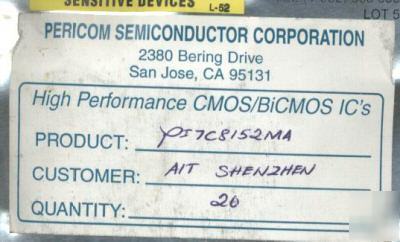 SENSITIVE DEVICES L-52
LOT 5
PERICOM SEMICONDUCTOR CORPORATION
2380 Bering Drive
San Jose, CA 95131
High Performance CMOS/BiCMOS IC's
PRODUCT: PI7C8152MA
CUSTOMER: AIT SHENZHEN
QUANTITY: 20